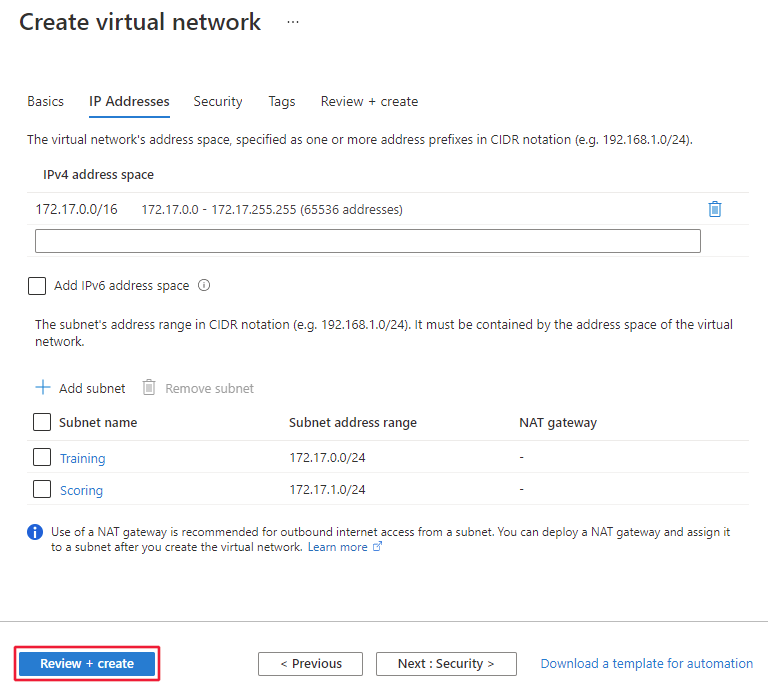 Create virtual network ...
Basics IP Addresses Security Tags Review + create
The virtual network's address space, specified as one or more address prefixes in CIDR notation (e.g. 192.168.1.0/24).
IPv4 address space
172.17.0.0/16 172.17.0.0 - 172.17.255.255 (65536 addresses)
Add IPv6 address space
The subnet's address range in CIDR notation (e.g. 192.168.1.0/24). It must be contained by the address space of the virtual
network.
Add subnet Remove subnet
Subnet name Subnet address range NAT gateway
Training 172.17.0.0/24 -
Scoring 172.17.1.0/24 -
Use of a NAT gateway is recommended for outbound internet access from a subnet. You can deploy a NAT gateway and assign it
to a subnet after you create the virtual network. Learn more
Review + create < Previous Next : Security > Download a template for automation